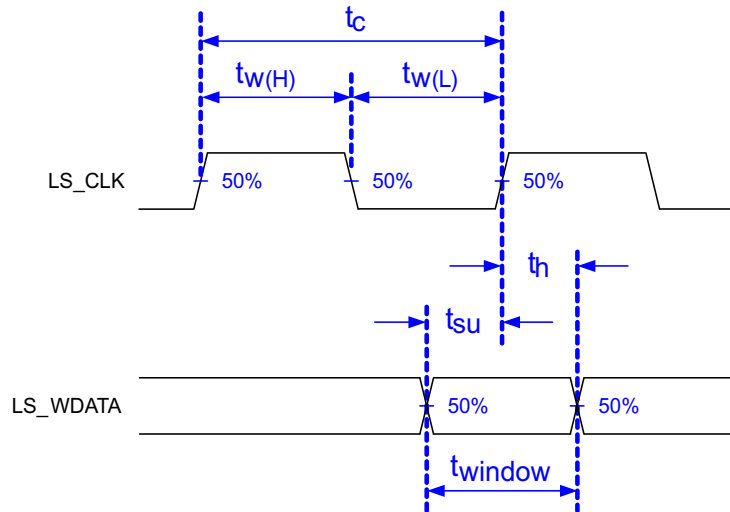 tc
tw(H)
tw(L)
LS_CLK
50%
50%
50%
th
tsu
LS_WDATA
50%
50%
twindow